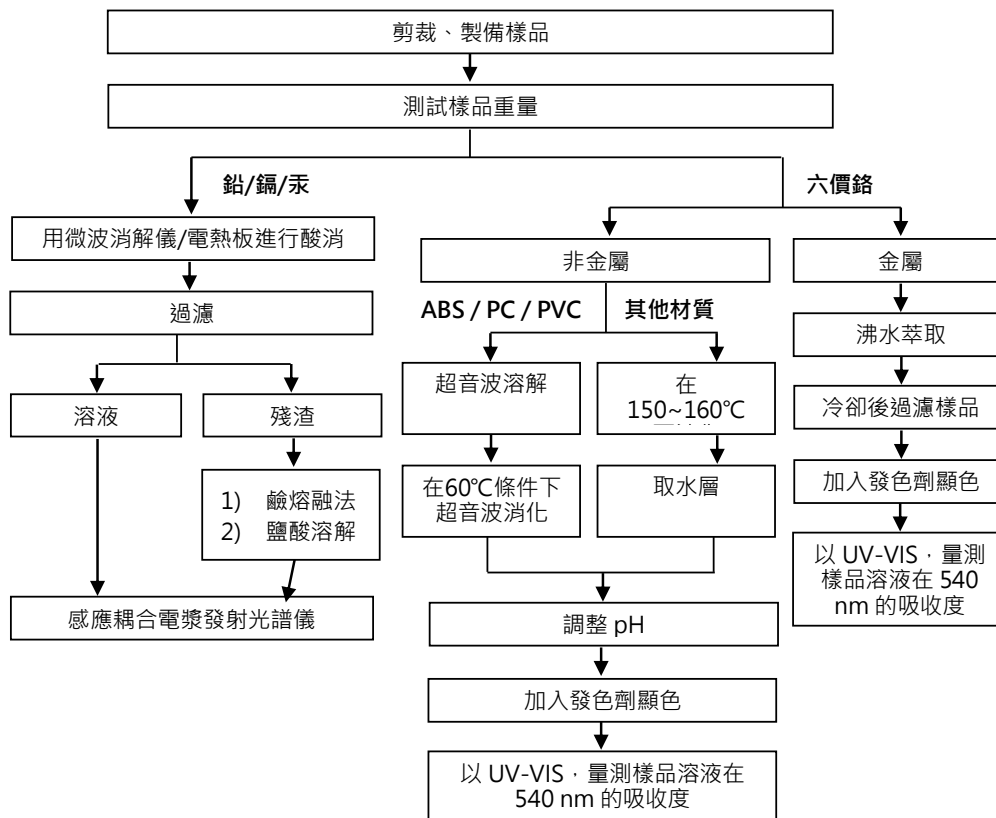 剪裁、製備樣品
測試樣品重量
鉛/鎘/汞
六價鉻
用微波消解儀/電熱板進行酸消
非金屬
金屬
過濾
ABS / PC / PVC
其他材質
沸水萃取
溶液
殘渣
超音波溶解
在
150~160℃
冷卻後過濾樣品
1) 鹼熔融法
2) 鹽酸溶解
在60℃條件下
超音波消化
取水層
加入發色劑顯色
以 UV-VIS，量測
樣品溶液在 540
nm 的吸收度
感應耦合電漿發射光譜儀
調整 pH
加入發色劑顯色
以 UV-VIS，量測樣品溶液在
540 nm 的吸收度